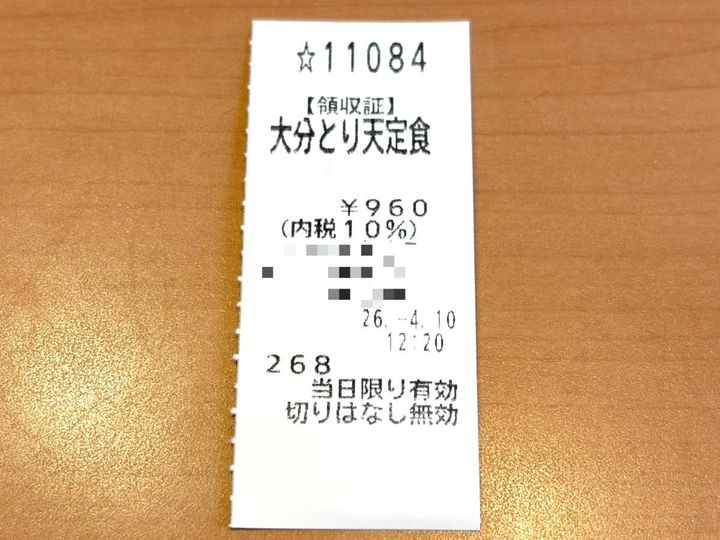 ☆11084
【領収証】
大分とり天定食
￥960
(内税10%)
26.-4.10
12:20
268
当日限り有効
切りはなし無効